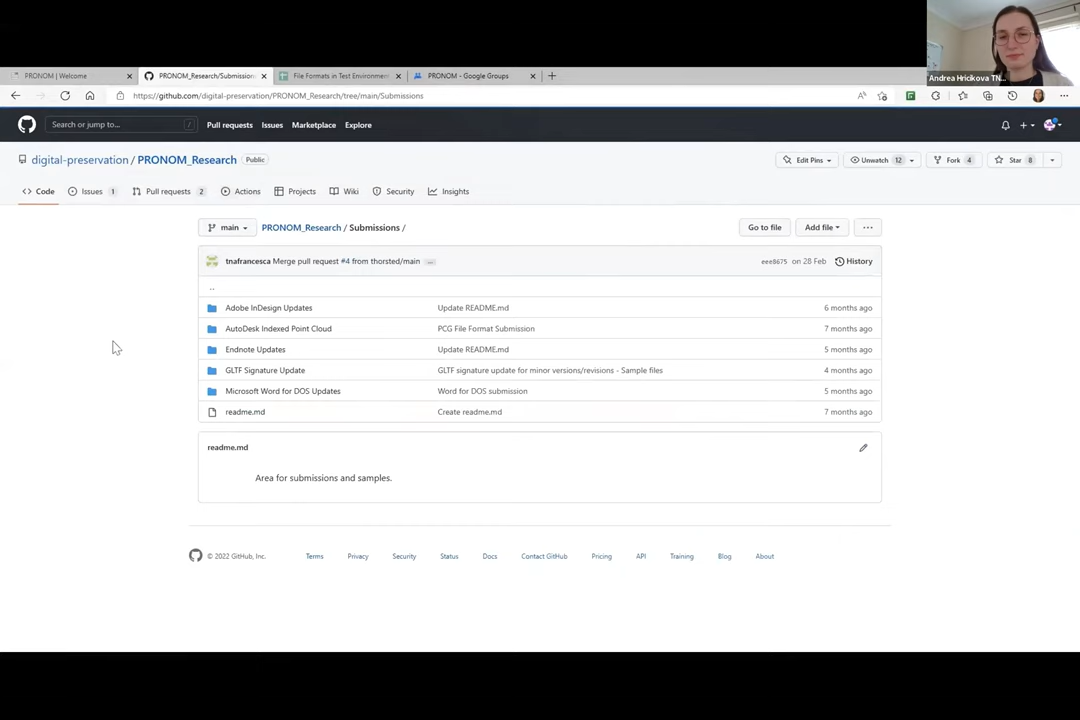 Andrea Hricikova TN...
PRONOM | Welcome
PRONOM_Research/Submission
File Formats in Test Environment
PRONOM - Google Groups
https://github.com/digital-preservation/PRONOM_Research/tree/main/Submissions
Search or jump to... /
Pull requests Issues Marketplace Explore
digital-preservation / PRONOM_Research Public
Edit Pins Unwatch 12 Fork 4 Star 8
Code Issues 1 Pull requests 2 Actions Projects Wiki Security Insights
main PRONOM_Research / Submissions / Go to file Add file ...
tnafrancesca Merge pull request #4 from thorsted/main ... eee8675 on 28 Feb History
..
Adobe InDesign Updates Update README.md 6 months ago
AutoDesk Indexed Point Cloud PCG File Format Submission 7 months ago
Endnote Updates Update README.md 5 months ago
GLTF Signature Update GLTF signature update for minor versions/revisions - Sample files 4 months ago
Microsoft Word for DOS Updates Word for DOS submission 5 months ago
readme.md Create readme.md 7 months ago
readme.md
Area for submissions and samples.
© 2022 GitHub, Inc. Terms Privacy Security Status Docs Contact GitHub Pricing API Training Blog About